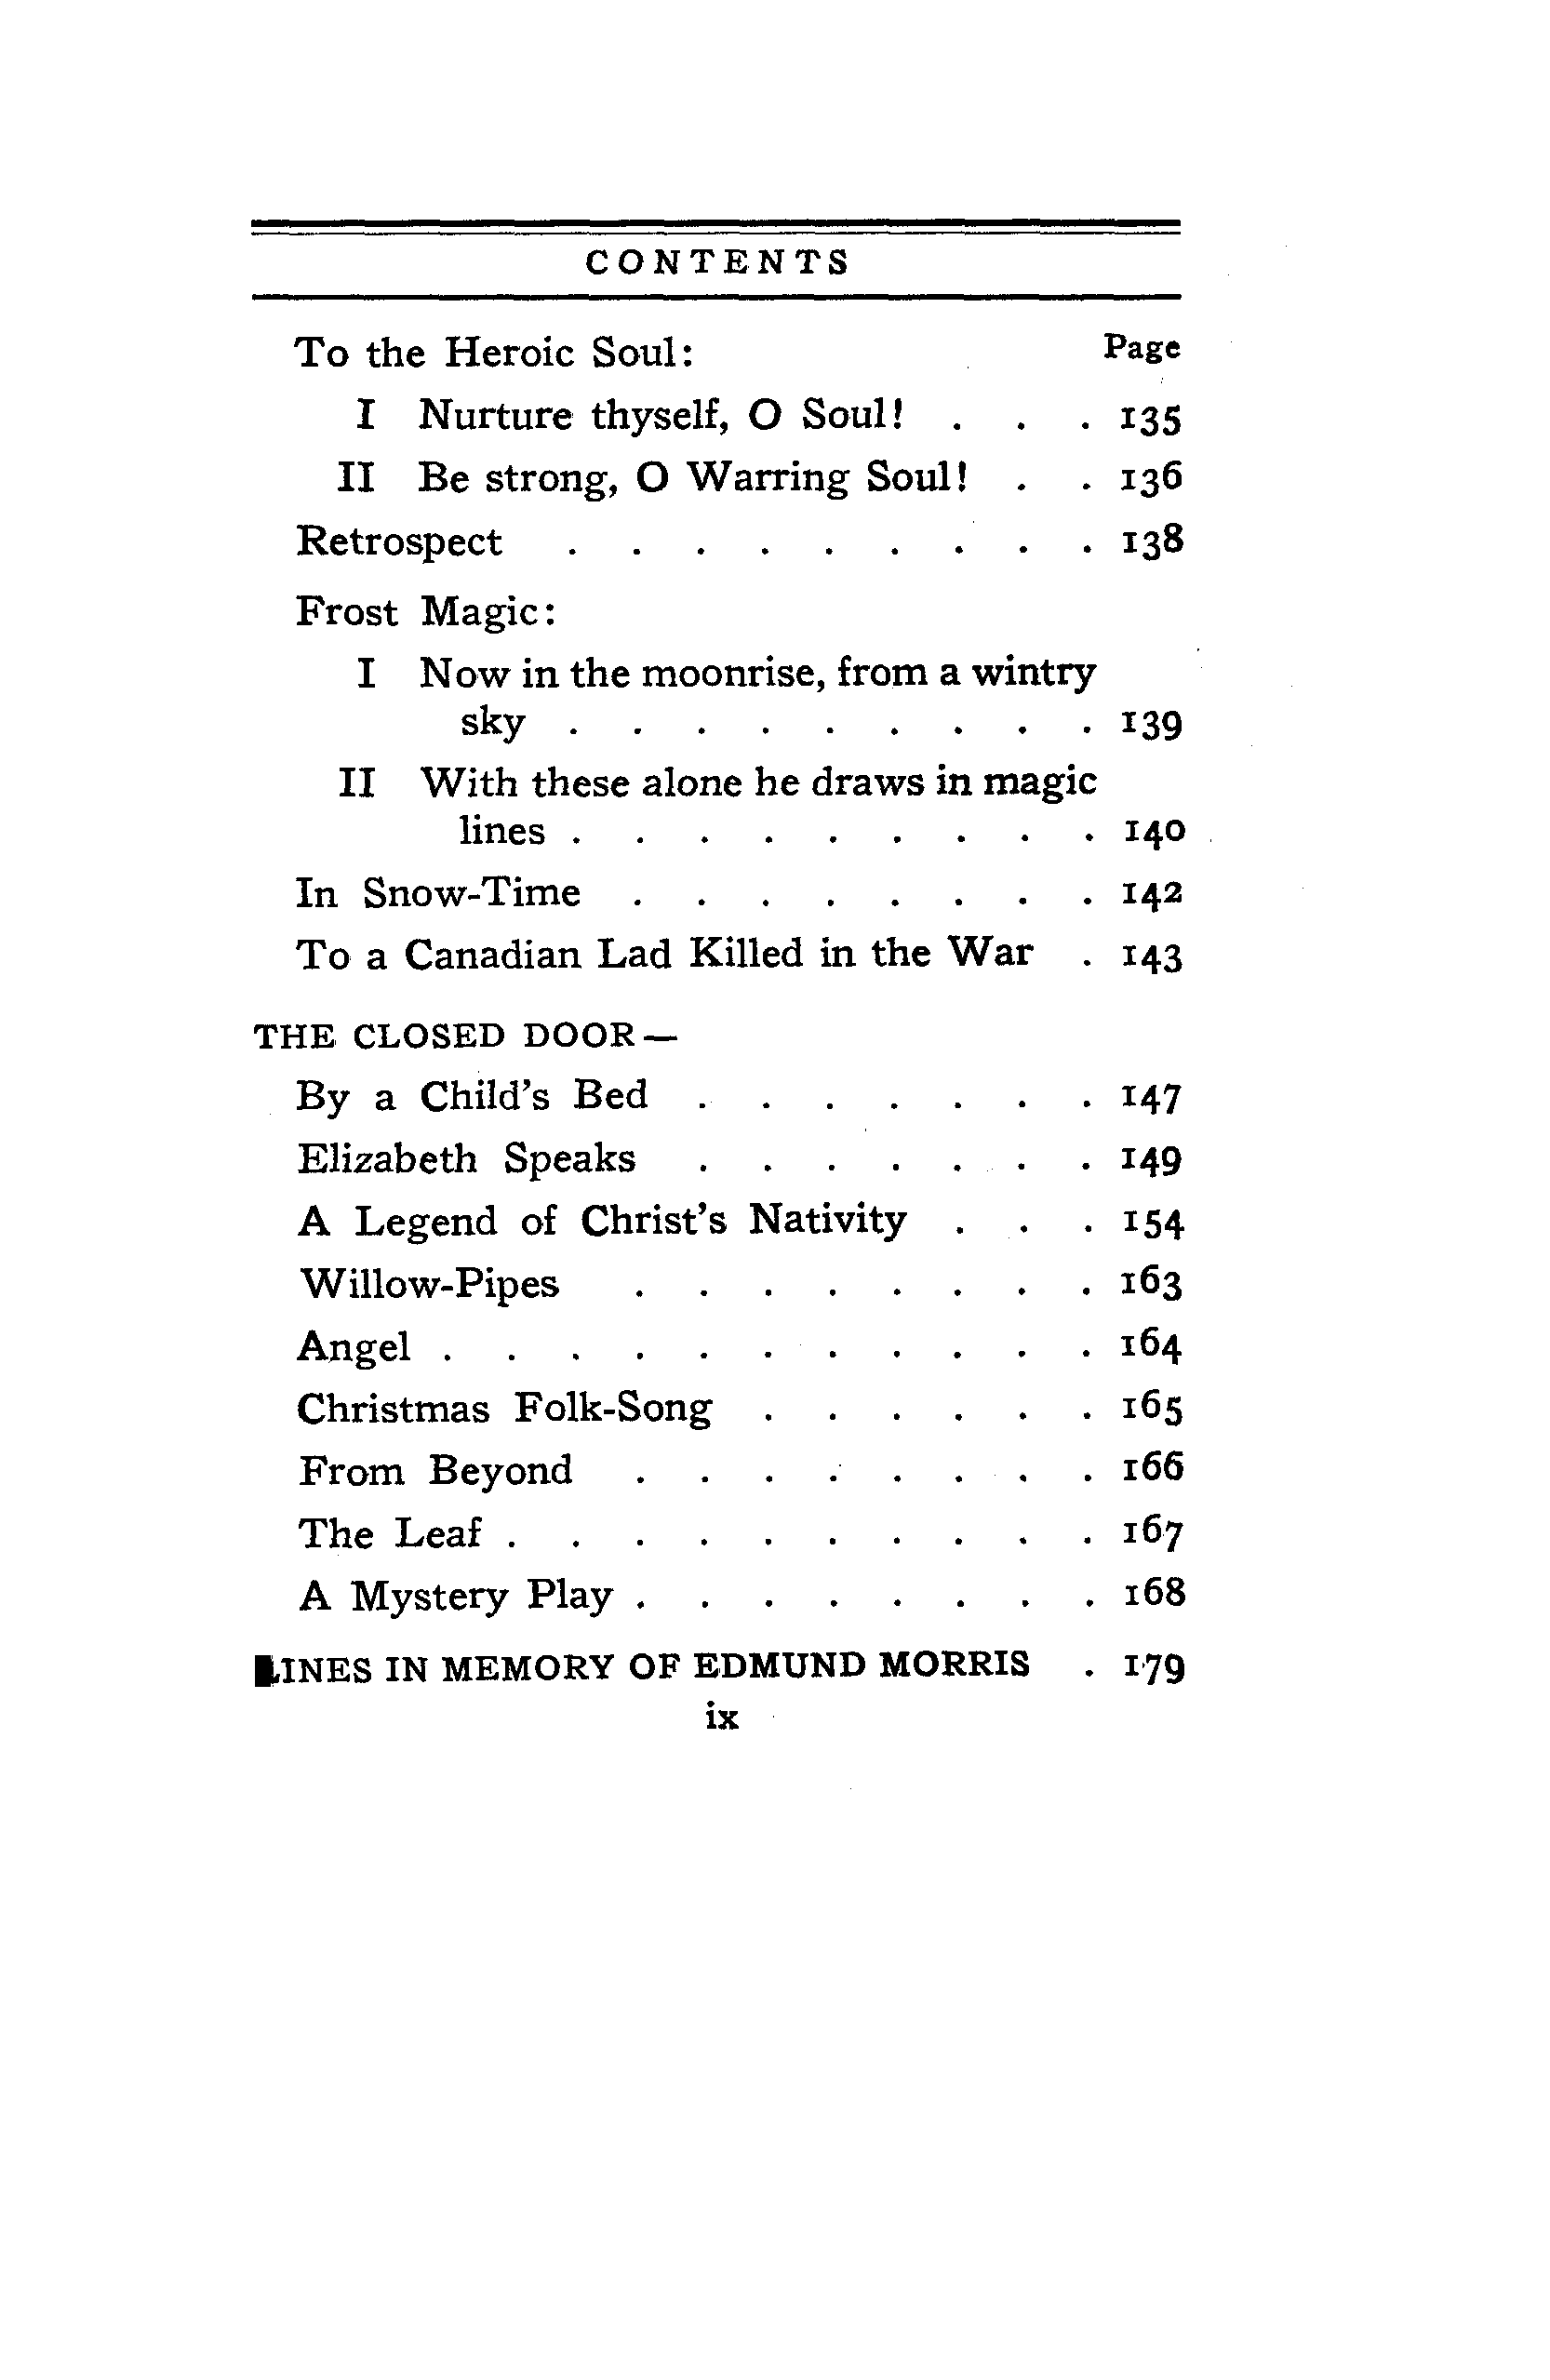 CONTENTS
To the Heroic Soul: Page
I Nurture thyself, O Soul! . . . 135
II Be strong, O Warring Soul! . . 136
Retrospect . . . . . . . . . 138
Frost Magic:
I Now in the moonrise, from a wintry
sky . . . . . . . . . 139
II With these alone he draws in magic
lines . . . . . . . . . 140
In Snow-Time . . . . . . . . 142
To a Canadian Lad Killed in the War . 143
THE CLOSED DOOR—
By a Child's Bed . . . . . . . 147
Elizabeth Speaks . . . . . . . 149
A Legend of Christ's Nativity . . . 154
Willow-Pipes . . . . . . . . 163
Angel . . . . . . . . . . . 164
Christmas Folk-Song . . . . . . 165
From Beyond . . . . . . . . 166
The Leaf . . . . . . . . . . 167
A Mystery Play . . . . . . . . 168
LINES IN MEMORY OF EDMUND MORRIS . 179
ix